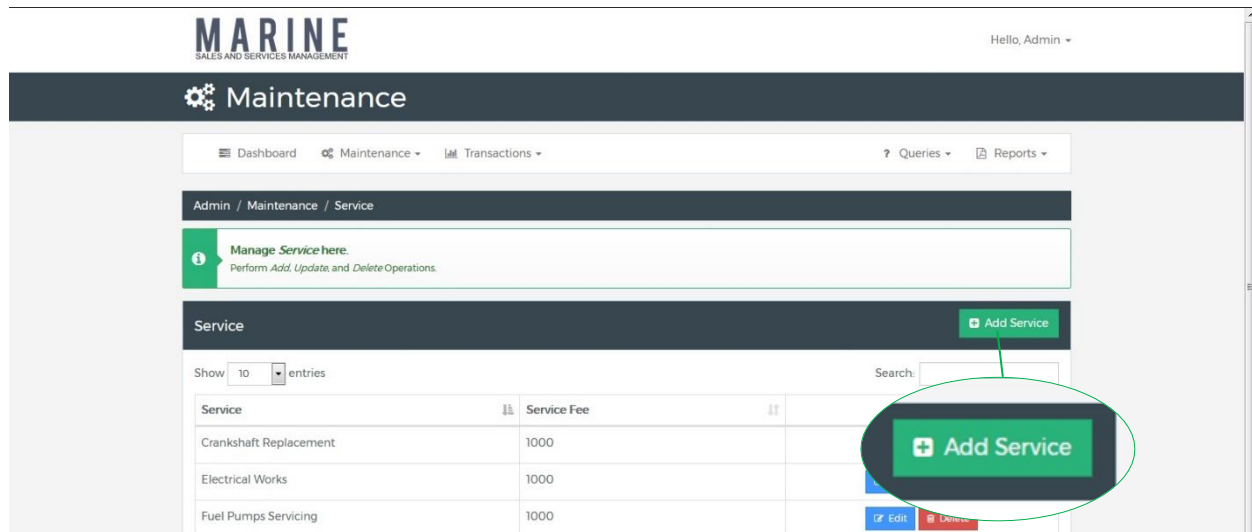 MARINE
SALES AND SERVICES MANAGEMENT
Hello, Admin
Maintenance
Dashboard Maintenance Transactions ? Queries Reports
Admin / Maintenance / Service
Manage Service here.
Perform Add, Update, and Delete Operations.
Service Add Service
Show 10 entries Search:
Service Service Fee
Crankshaft Replacement 1000
Add Service
Electrical Works 1000
Fuel Pumps Servicing 1000 Edit Delete